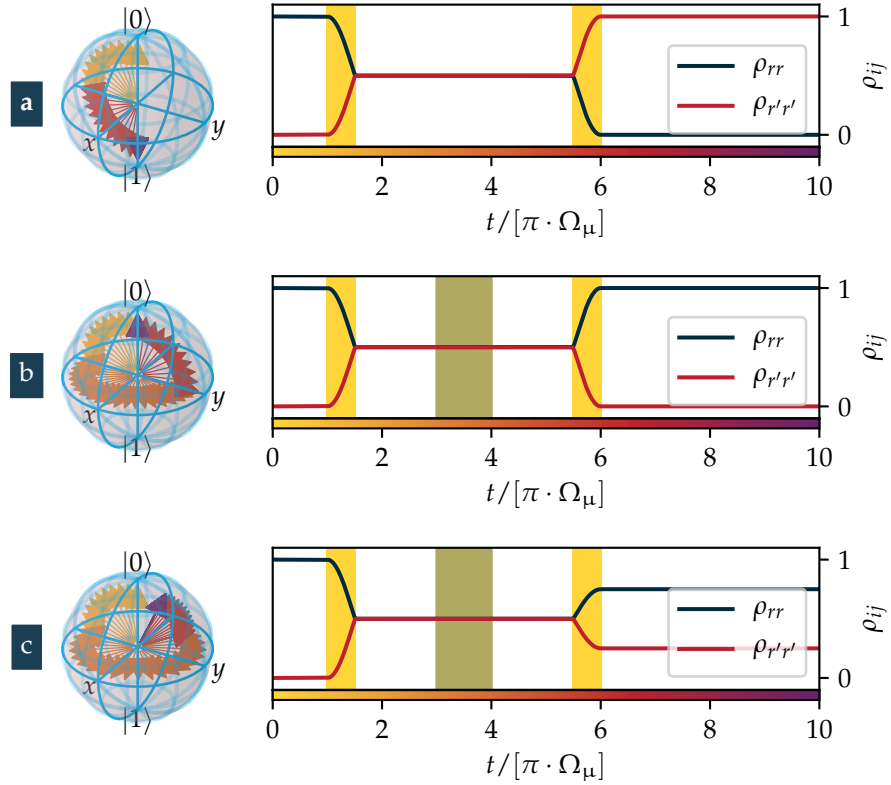 |0⟩
a
x
y
|1⟩
ρ_rr
ρ_r'r'
1
0
ρ_ij
0 2 4 6 8 10
t/[π · Ω_μ]
|0⟩
b
x
y
|1⟩
ρ_rr
ρ_r'r'
1
0
ρ_ij
0 2 4 6 8 10
t/[π · Ω_μ]
|0⟩
c
x
y
|1⟩
ρ_rr
ρ_r'r'
1
0
ρ_ij
0 2 4 6 8 10
t/[π · Ω_μ]